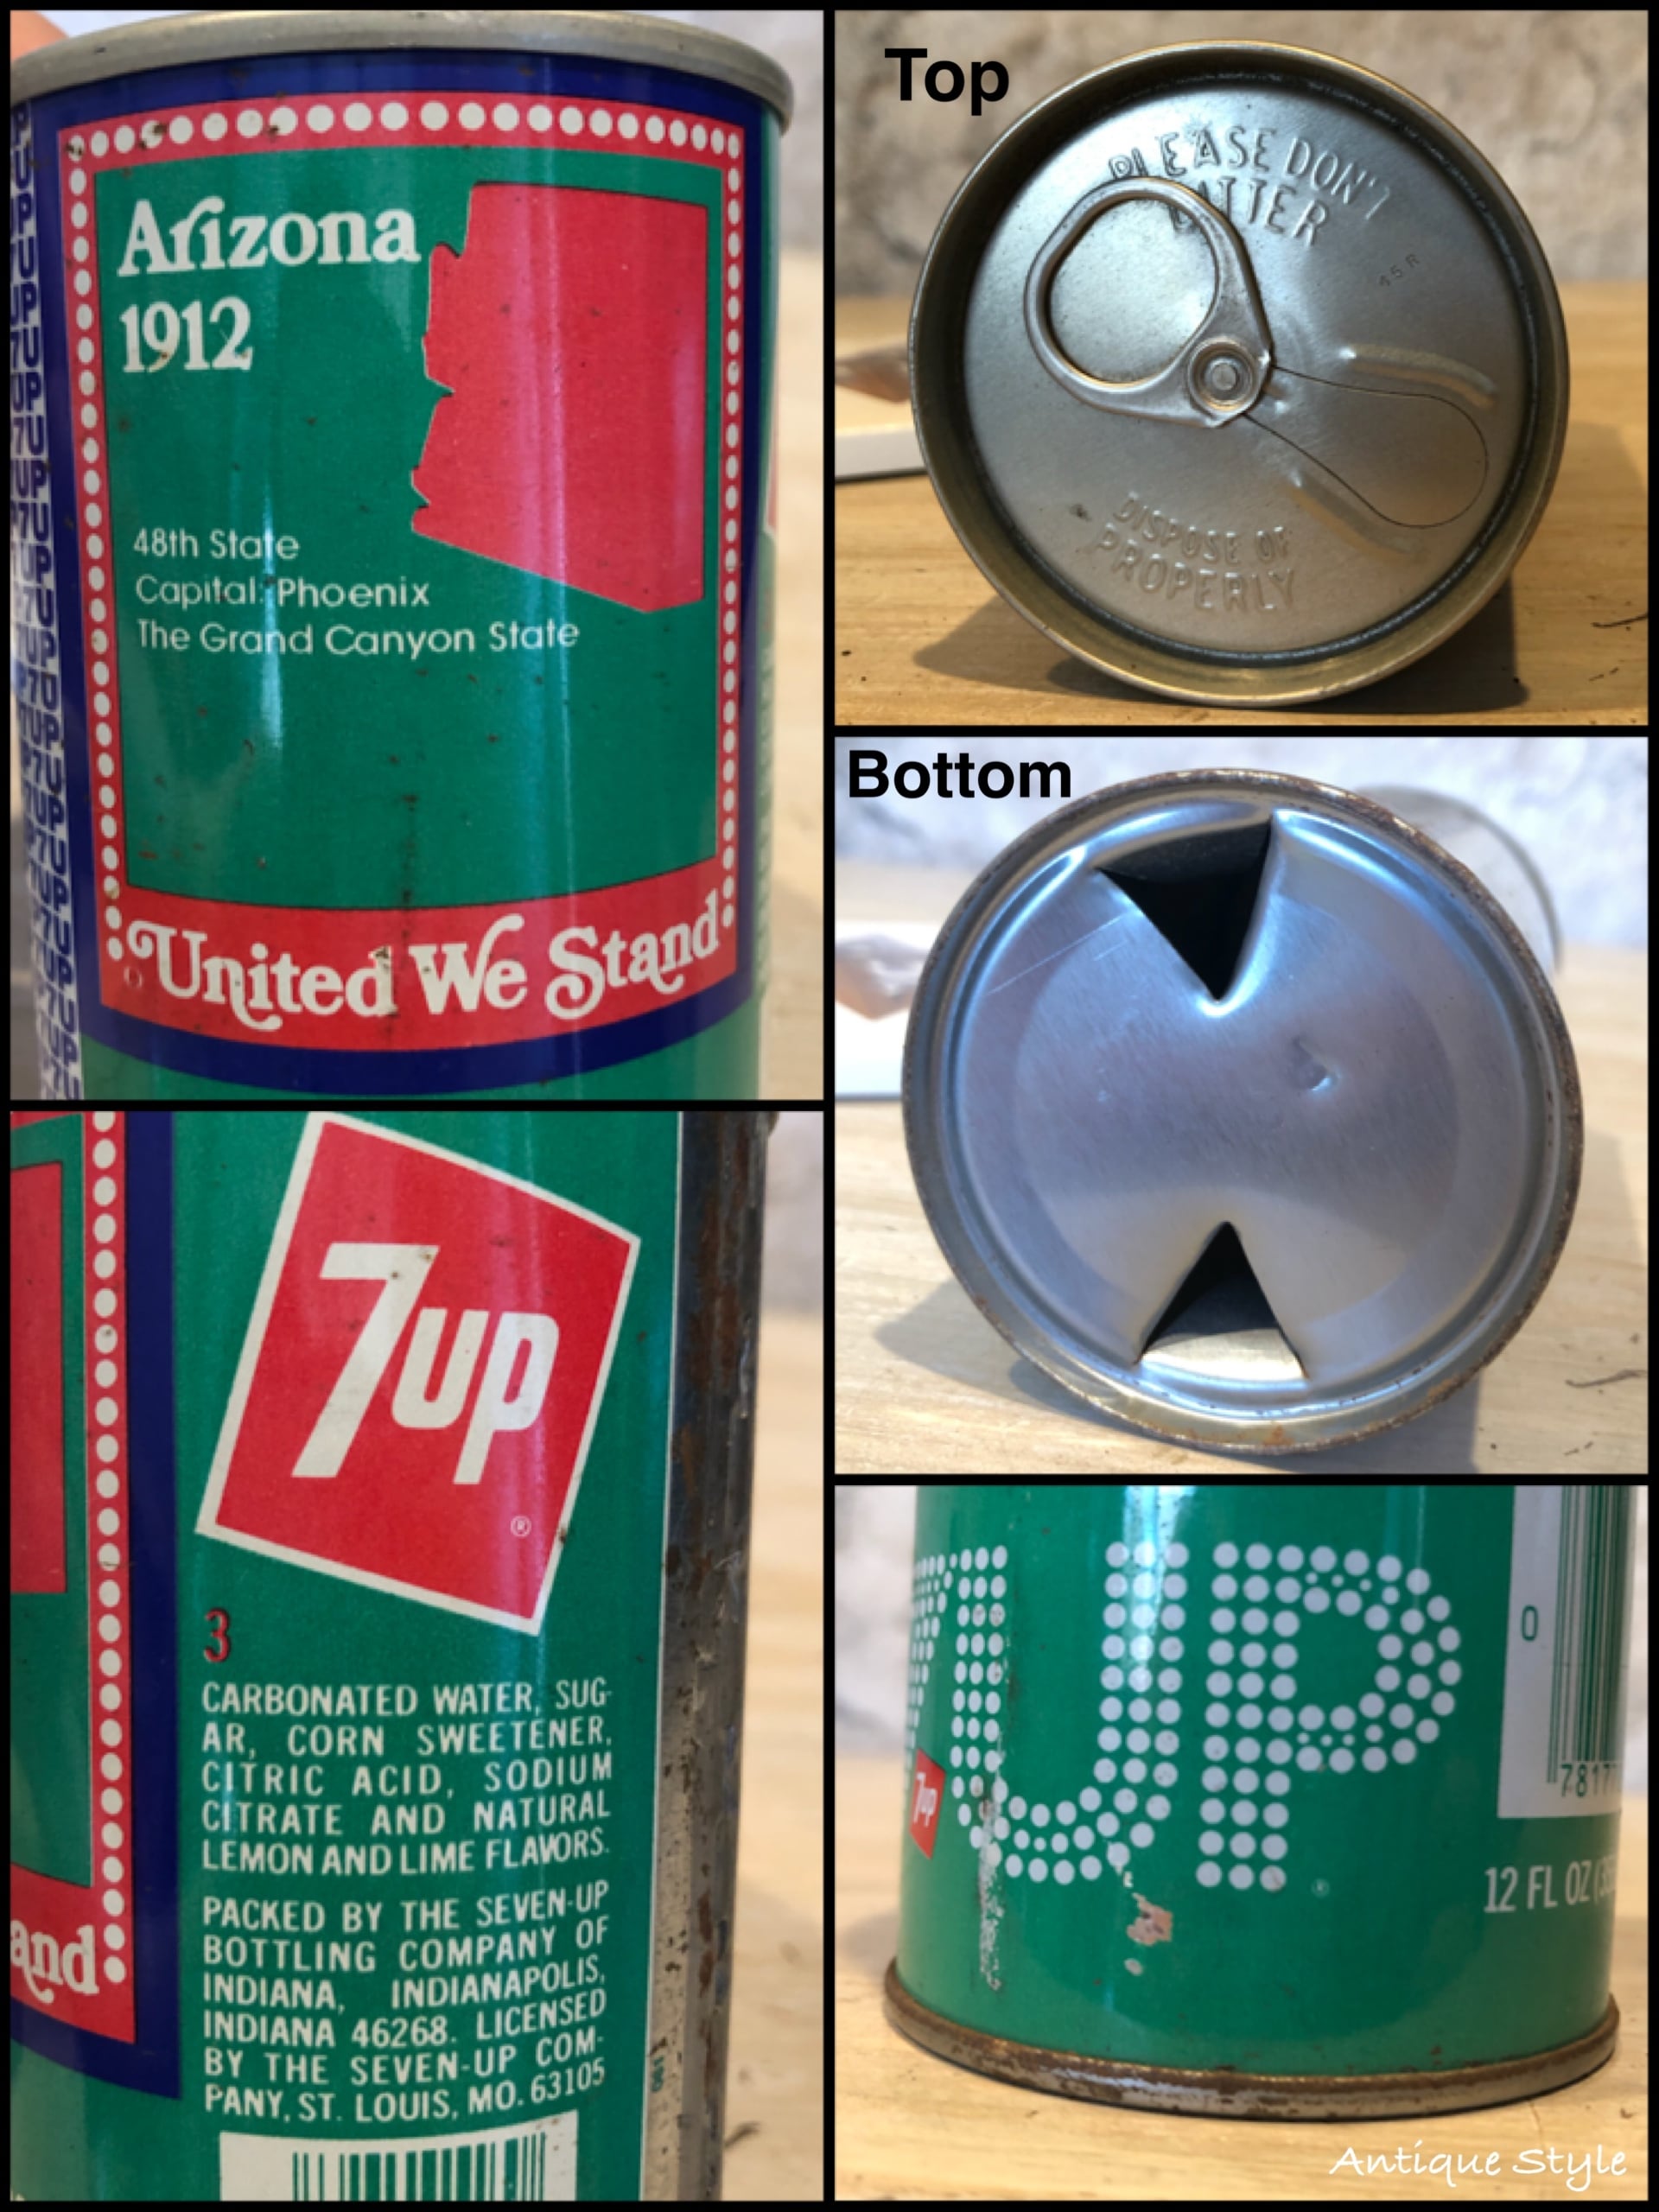 Arizona
1912
48th State
Capital: Phoenix
The Grand Canyon State
United We Stand
Top
PLEASE DON'T
LITTER
45 R
DISPOSE OF
PROPERLY
Bottom
7up
®
3
CARBONATED WATER, SUG-
AR, CORN SWEETENER,
CITRIC ACID, SODIUM
CITRATE AND NATURAL
LEMON AND LIME FLAVORS.
PACKED BY THE SEVEN-UP
BOTTLING COMPANY OF
INDIANA, INDIANAPOLIS,
INDIANA 46268. LICENSED
BY THE SEVEN-UP COM-
PANY, ST. LOUIS, MO. 63105
and
UP
7up
0
7817
12 FL OZ
Antique Style